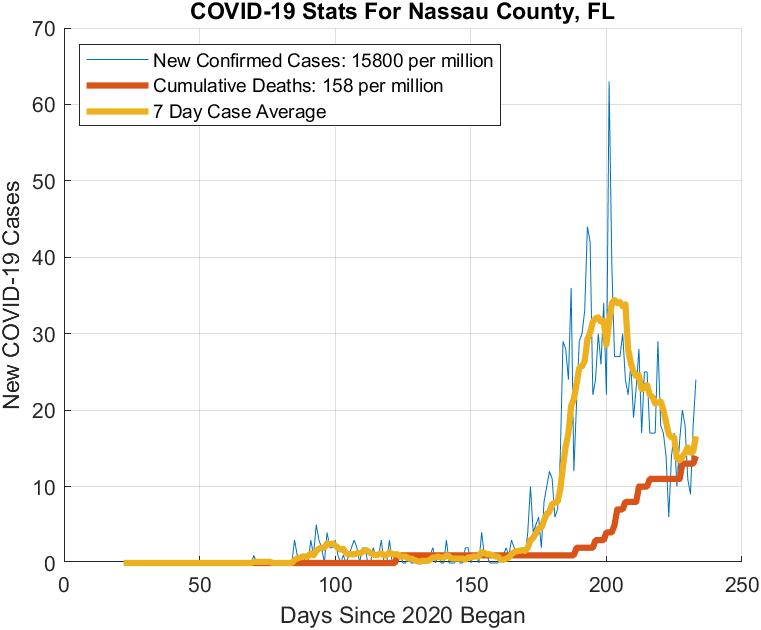 COVID-19 Stats For Nassau County, FL
New Confirmed Cases: 15800 per million
Cumulative Deaths: 158 per million
7 Day Case Average
New COVID-19 Cases
70
60
50
40
30
20
10
0
0 50 100 150 200 250
Days Since 2020 Began